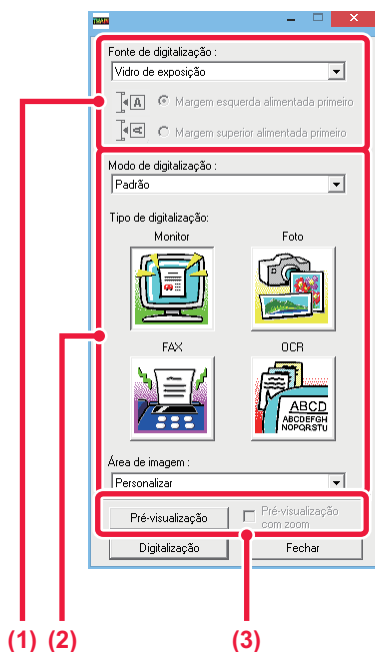 TWAIN
Fonte de digitalização :
Vidro de exposição
A
Margem esquerda alimentada primeiro
A
Margem superior alimentada primeiro
Modo de digitalização :
Padrão
Tipo de digitalização:
Monitor
Foto
FAX
OCR
ABCD
ABCDEFGH
NOPQRSTU
Área de imagem :
Personalizar
Pré-visualização
Pré-visualização
com zoom
Digitalização
Fechar
(1) (2) (3)